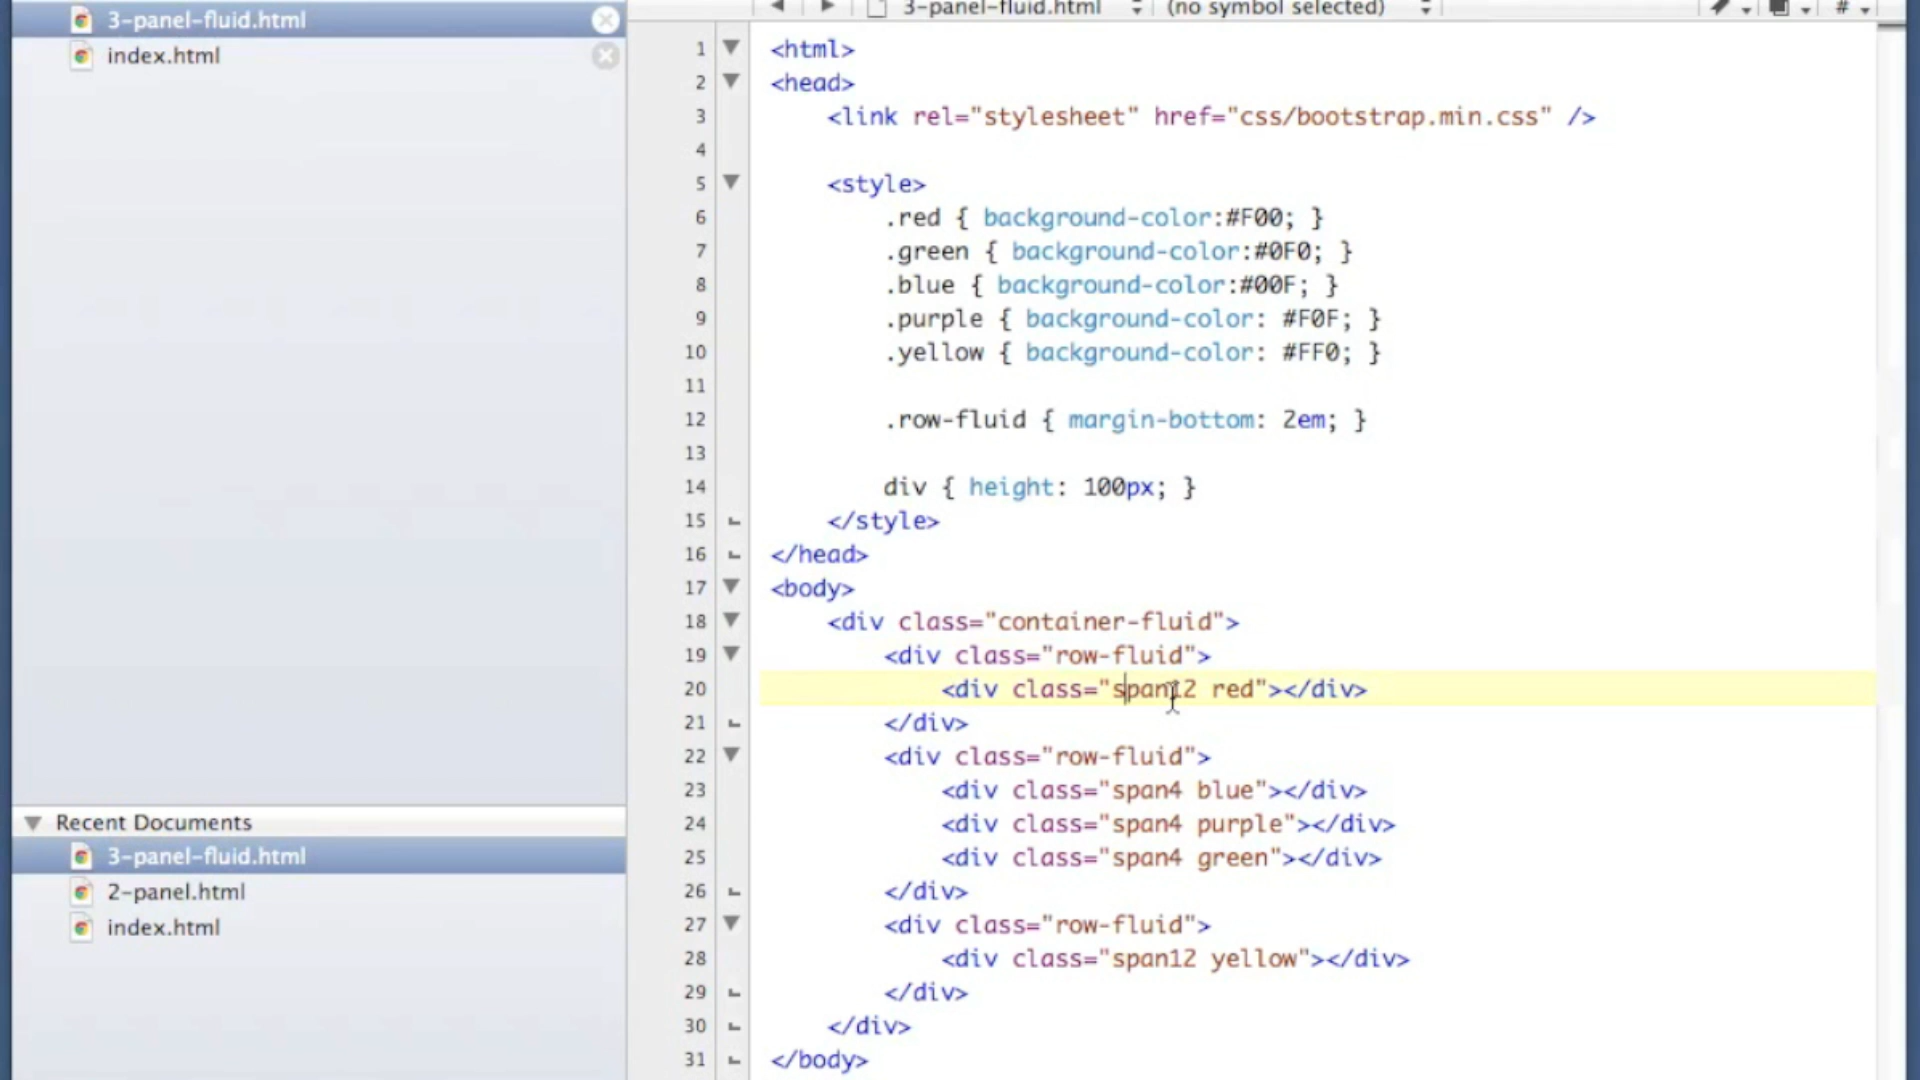 3-panel-fluid.html
index.html
Recent Documents
3-panel-fluid.html
2-panel.html
index.html
3-panel-fluid.html (no symbol selected) #
1 <html>
2 <head>
3 <link rel="stylesheet" href="css/bootstrap.min.css" />
4
5 <style>
6 .red { background-color:#F00; }
7 .green { background-color:#0F0; }
8 .blue { background-color:#00F; }
9 .purple { background-color: #F0F; }
10 .yellow { background-color: #FF0; }
11
12 .row-fluid { margin-bottom: 2em; }
13
14 div { height: 100px; }
15 </style>
16 </head>
17 <body>
18 <div class="container-fluid">
19 <div class="row-fluid">
20 <div class="span12 red"></div>
21 </div>
22 <div class="row-fluid">
23 <div class="span4 blue"></div>
24 <div class="span4 purple"></div>
25 <div class="span4 green"></div>
26 </div>
27 <div class="row-fluid">
28 <div class="span12 yellow"></div>
29 </div>
30 </div>
31 </body>